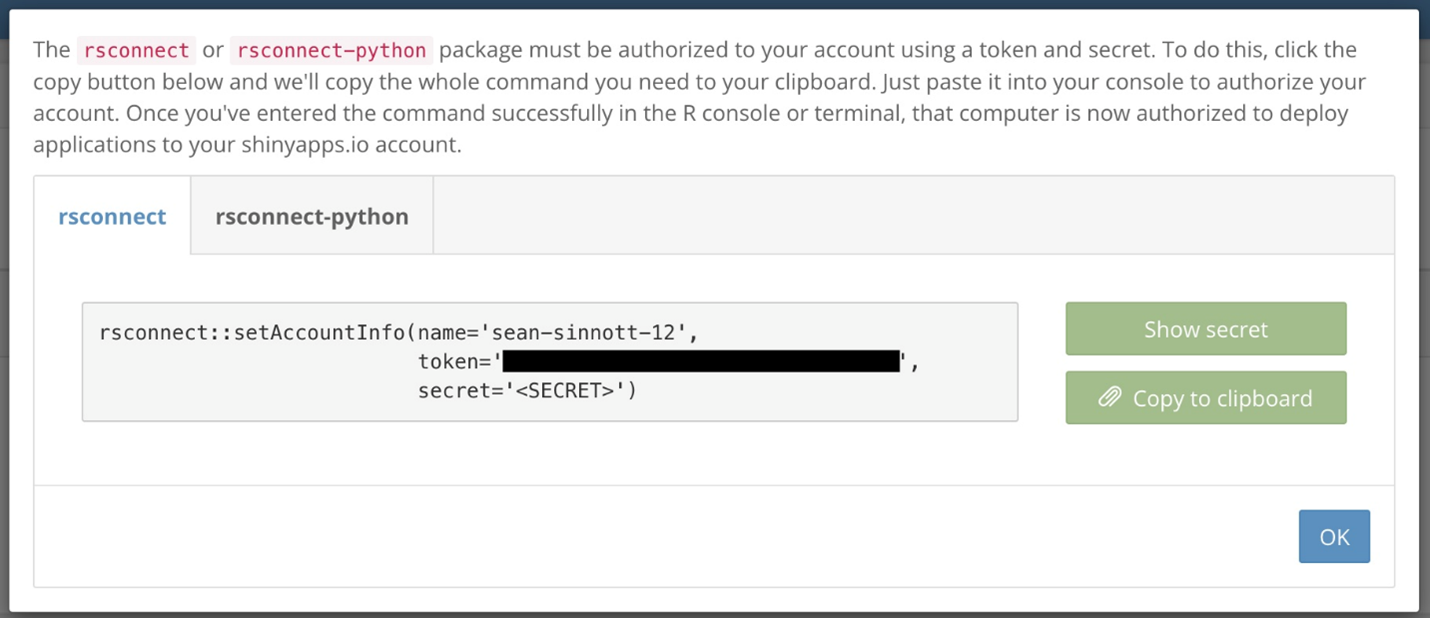 The rsconnect or rsconnect-python package must be authorized to your account using a token and secret. To do this, click the
copy button below and we'll copy the whole command you need to your clipboard. Just paste it into your console to authorize your
account. Once you've entered the command successfully in the R console or terminal, that computer is now authorized to deploy
applications to your shinyapps.io account.
rsconnect
rsconnect-python
rsconnect::setAccountInfo(name='sean-sinnott-12',
token='',
secret='<SECRET>')
Show secret
Copy to clipboard
OK